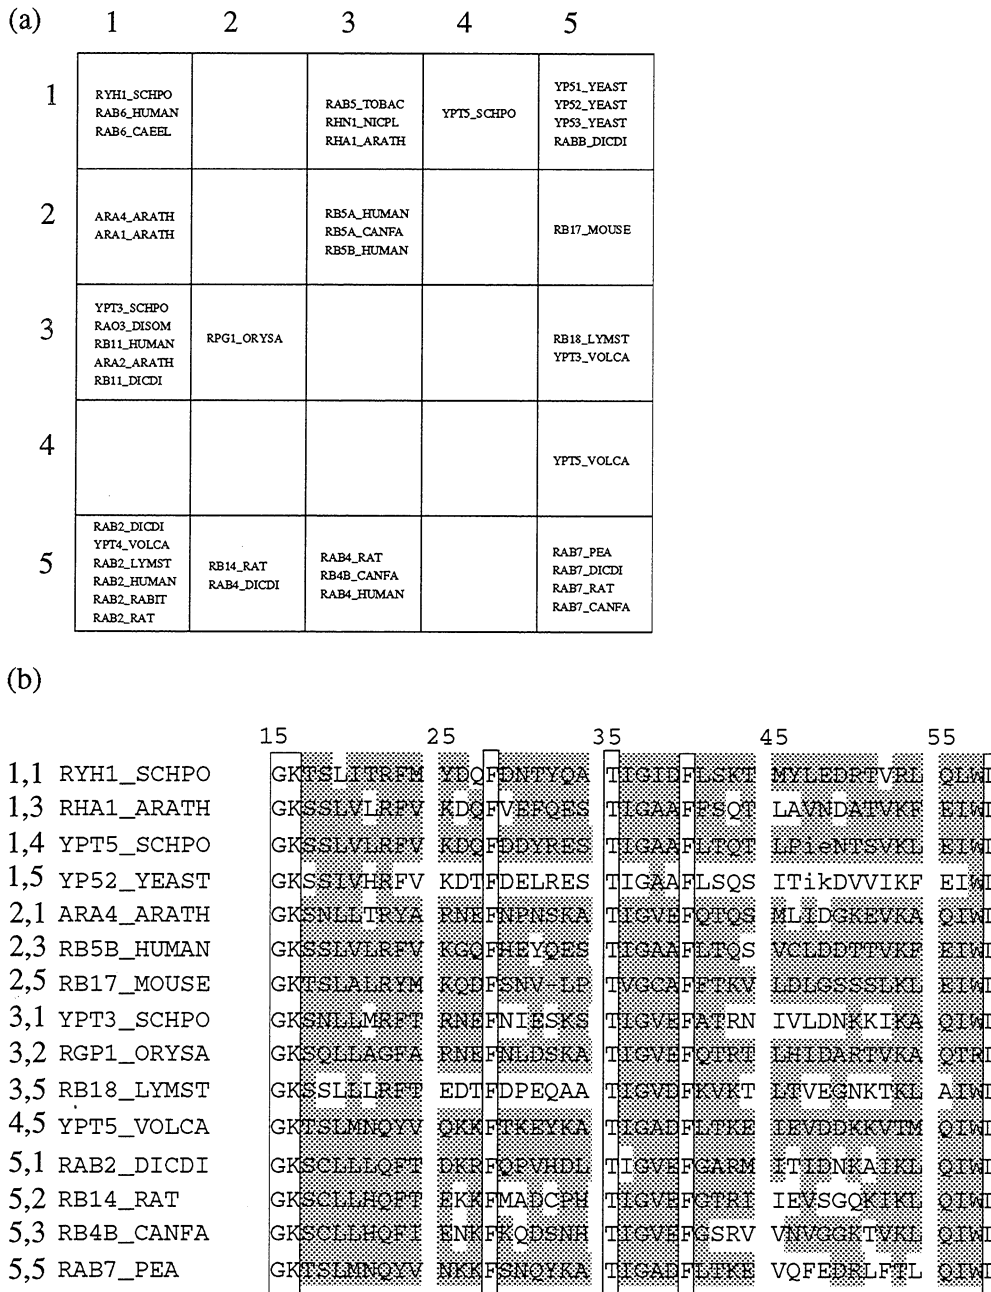 (a) 1 2 3 4 5
1
RYH1_SCHPO
RAB6_HUMAN
RAB6_CAEEL
RAB5_TOBAC
RHN1_NICPL
RHA1_ARATH
YPT5_SCHPO
YP51_YEAST
YP52_YEAST
YP53_YEAST
RABB_DICDI
2
ARA4_ARATH
ARA1_ARATH
RB5A_HUMAN
RB5A_CANFA
RB5B_HUMAN
RB17_MOUSE
3
YPT3_SCHPO
RAO3_DISOM
RB11_HUMAN
ARA2_ARATH
RB11_DICDI
RPG1_ORYSA
RB18_LYMST
YPT3_VOLCA
4
YPT5_VOLCA
5
RAB2_DICDI
YPT4_VOLCA
RAB2_LYMST
RAB2_HUMAN
RAB2_RABIT
RAB2_RAT
RB14_RAT
RAB4_DICDI
RAB4_RAT
RB4B_CANFA
RAB4_HUMAN
RAB7_PEA
RAB7_DICDI
RAB7_RAT
RAB7_CANFA
(b)
15 25 35 45 55
1,1 RYH1_SCHPO GKTSLITRFM YDQFDNTYQA TIGIDFLSKT MYLEDRTVRL QLWD
1,3 RHA1_ARATH GKSSLVLRFV KDQFVEFQES TIGAAFFSQT LAVNDATVKF EIWD
1,4 YPT5_SCHPO GKSSLVLRFV KDQFDDYRES TIGAAFLTQT LPieNTSVKL EIWD
1,5 YP52_YEAST GKSSIVHRFV KDTFDELRES TIGAAFLSQS ITikDVVIKF EIWD
2,1 ARA4_ARATH GKSNLLTRYA RNEFNPNSKA TIGVEFQTQS MLIDGKEVKA QIWD
2,3 RB5B_HUMAN GKSSLVLRFV KGQFHEYQES TIGAAFLTQS VCLDDTTVKF EIWD
2,5 RB17_MOUSE GKTSLALRYM KQDFSNV-LP TVGCAFFTKV LDLGSSSLKL EIWD
3,1 YPT3_SCHPO GKSNLLMRFT RNEFNIESKS TIGVEFATRN IVLDNKKIKA QIWD
3,2 RGP1_ORYSA GKSQLLAGFA RNEFNLDSKA TIGVEFQTRT LHIDARTVKA QTRD
3,5 RB18_LYMST GKSSLLLRFT EDTFDPEQAA TIGVDFKVKT LTVEGNKTKL AIWD
4,5 YPT5_VOLCA GKTSLMNQYV QKKFTKEYKA TIGADFLTKE IEVDDKKVTM QIWD
5,1 RAB2_DICDI GKSCLLLQFT DKRFQPVHDL TIGVEFGARM ITIDNKAIKL QIWD
5,2 RB14_RAT GKSCLLHQFT EKKFMADCPH TIGVEFGTRI IEVSGQKIKL QIWD
5,3 RB4B_CANFA GKSCLLHQFI ENKFKQDSNH TIGVEFGSRV VNVGGKTVKL QIWD
5,5 RAB7_PEA GKTSLMNQYV NKKFSNQYKA TIGADFLTKE VQFEDRLFTL QIWD